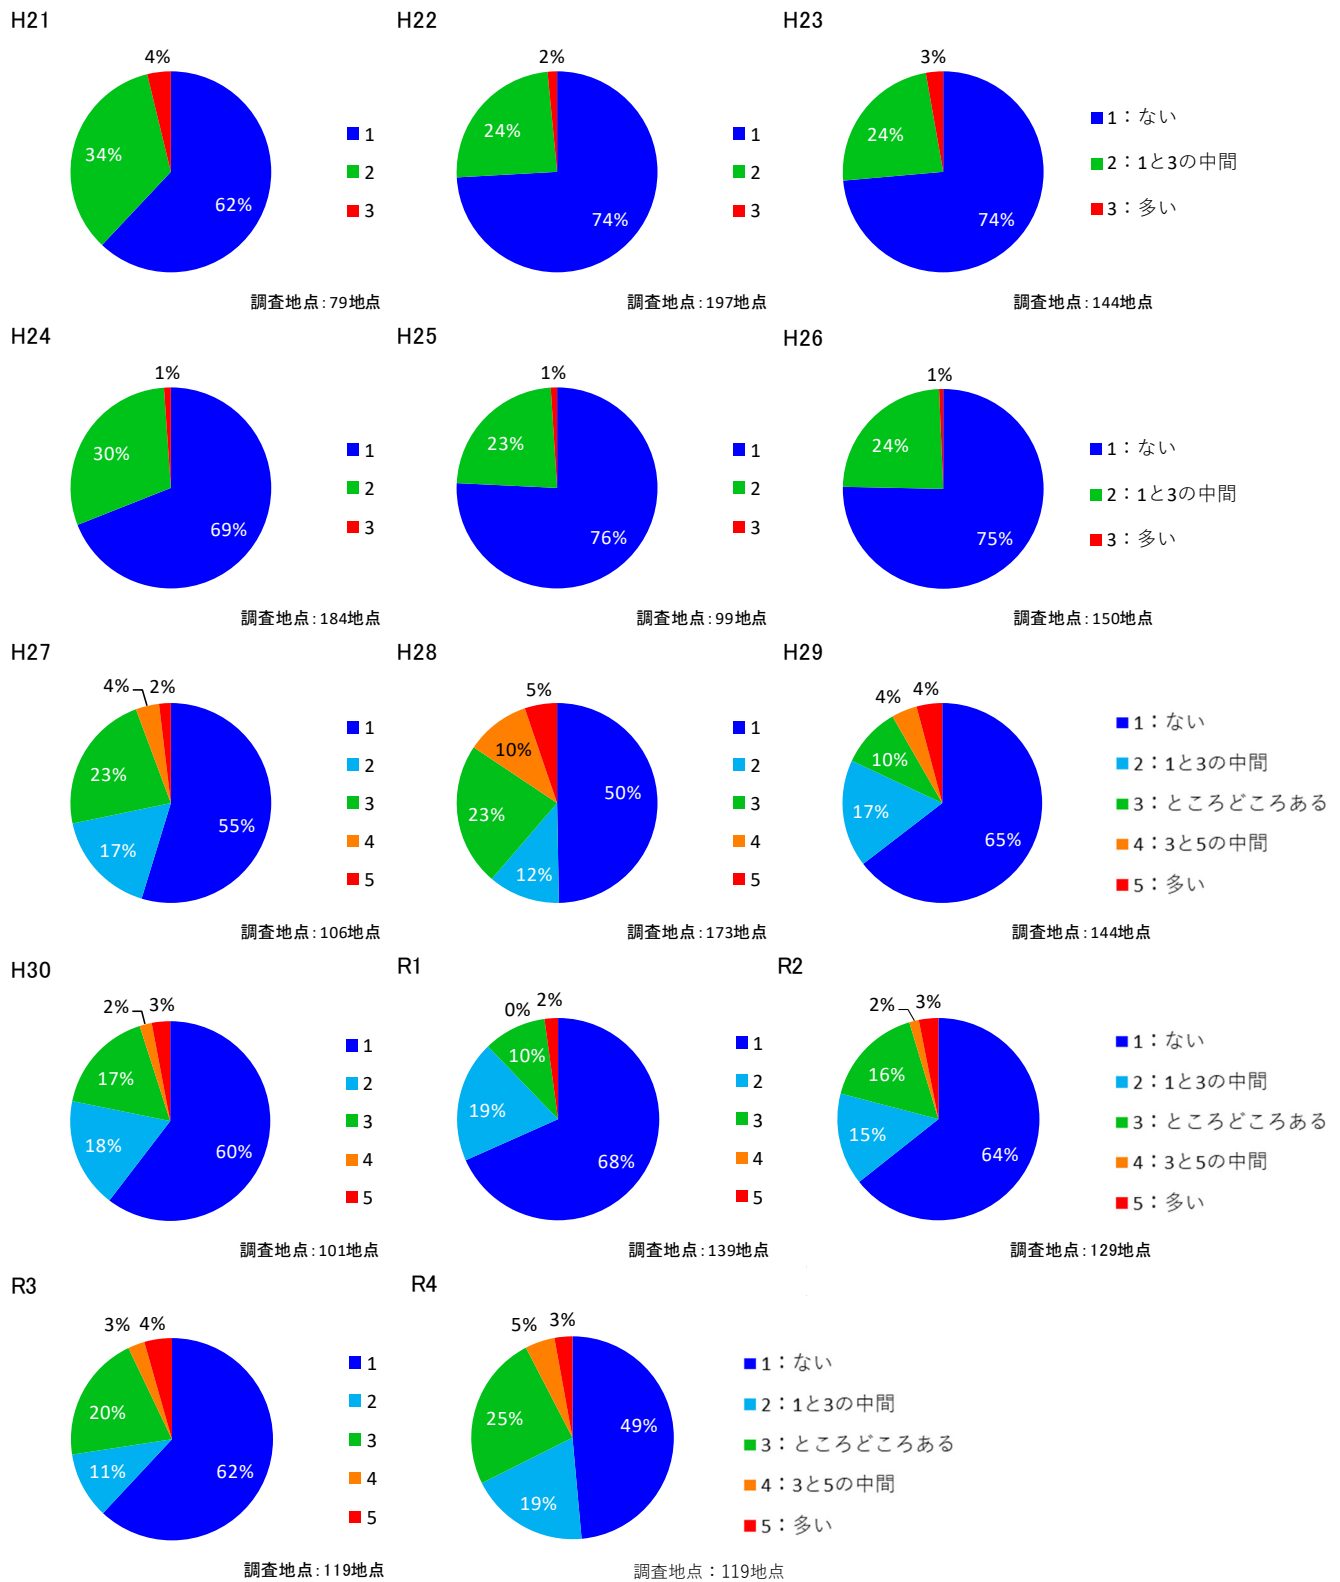 H21
4%
34%
62%
1
2
3
調査地点:79地点
H22
2%
24%
74%
1
2
3
調査地点:197地点
H23
3%
24%
74%
1：ない
2：1と3の中間
3：多い
調査地点:144地点
H24
1%
30%
69%
1
2
3
調査地点:184地点
H25
1%
23%
76%
1
2
3
調査地点:99地点
H26
1%
24%
75%
1：ない
2：1と3の中間
3：多い
調査地点:150地点
H27
4%
2%
23%
17%
55%
1
2
3
4
5
調査地点:106地点
H28
5%
10%
23%
12%
50%
1
2
3
4
5
調査地点:173地点
H29
4%
4%
10%
17%
65%
1：ない
2：1と3の中間
3：ところどころある
4：3と5の中間
5：多い
調査地点:144地点
H30
2%
3%
17%
18%
60%
1
2
3
4
5
調査地点:101地点
R1
0%
2%
10%
19%
68%
1
2
3
4
5
調査地点:139地点
R2
2%
3%
16%
15%
64%
1：ない
2：1と3の中間
3：ところどころある
4：3と5の中間
5：多い
調査地点:129地点
R3
3%
4%
20%
11%
62%
1
2
3
4
5
調査地点:119地点
R4
5%
3%
25%
19%
49%
1：ない
2：1と3の中間
3：ところどころある
4：3と5の中間
5：多い
調査地点：119地点